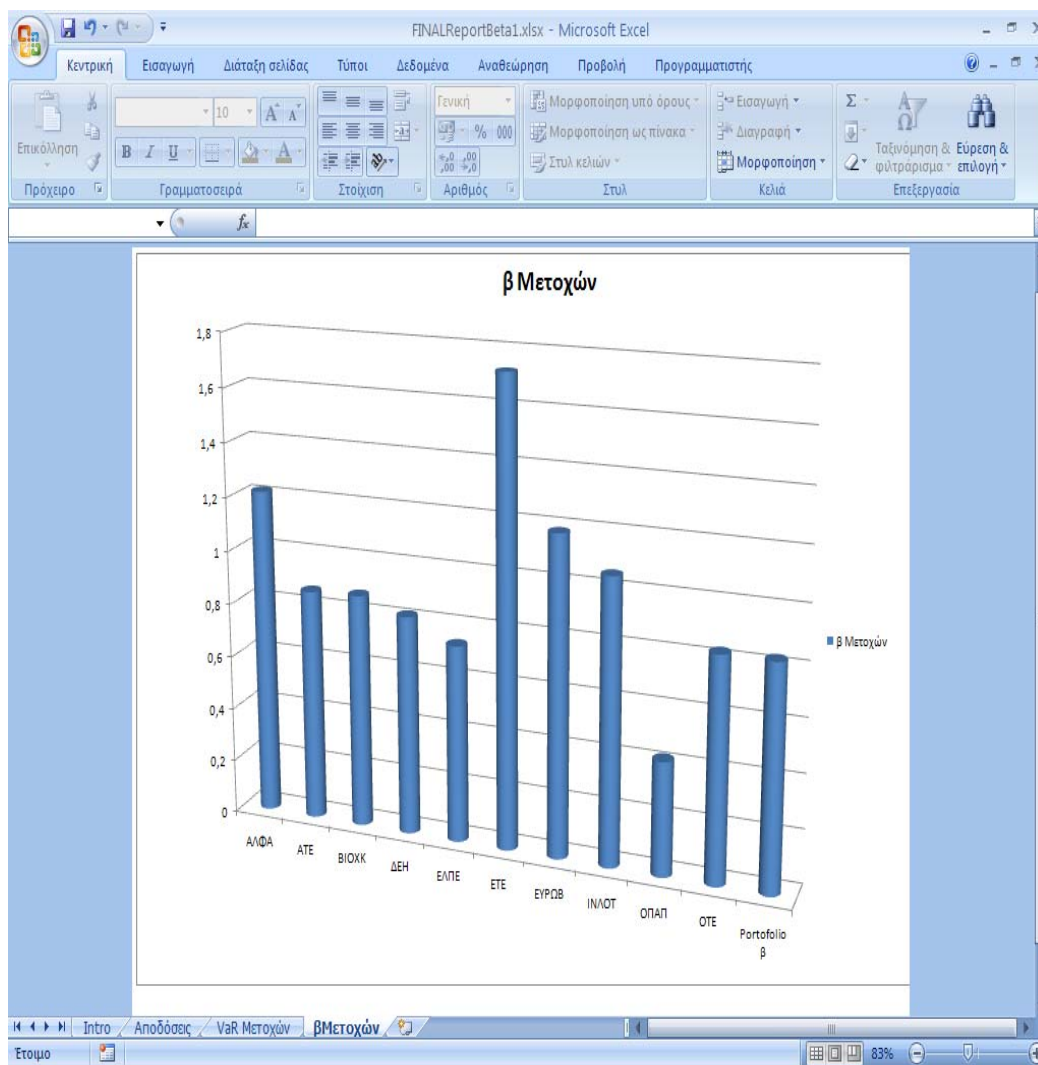 FINALReportBeta1.xlsx - Microsoft Excel
Κεντρική Εισαγωγή Διάταξη σελίδας Τύποι Δεδομένα Αναθεώρηση Προβολή Προγραμματιστής
Επικόλληση
10
Γενική
% 000
Μορφοποίηση υπό όρους
Μορφοποίηση ως πίνακα
Στυλ κελιών
Εισαγωγή
Διαγραφή
Μορφοποίηση
Ταξινόμηση & φιλτράρισμα
Εύρεση & επιλογή
Πρόχειρο Γραμματοσειρά Στοίχιση Αριθμός Στυλ Κελιά Επεξεργασία
fx
β Μετοχών
1,8
1,6
1,4
1,2
1
0,8
0,6
0,4
0,2
0
β Μετοχών
ΑΛΦΑ ΑΤΕ ΒΙΟΧΚ ΔΕΗ ΕΛΠΕ ΕΤΕ ΕΥΡΩΒ ΙΝΛΟΤ ΟΠΑΠ ΟΤΕ Portofolio
β
Intro Αποδόσεις VaR Μετοχών βΜετοχών
Έτοιμο 83%